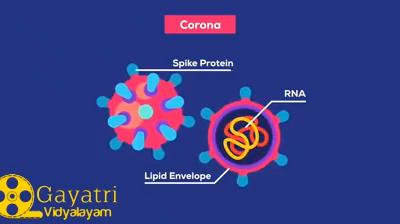 Corona
Spike Protein
RNA
Lipid Envelope
Gayatri
Vidyalayam